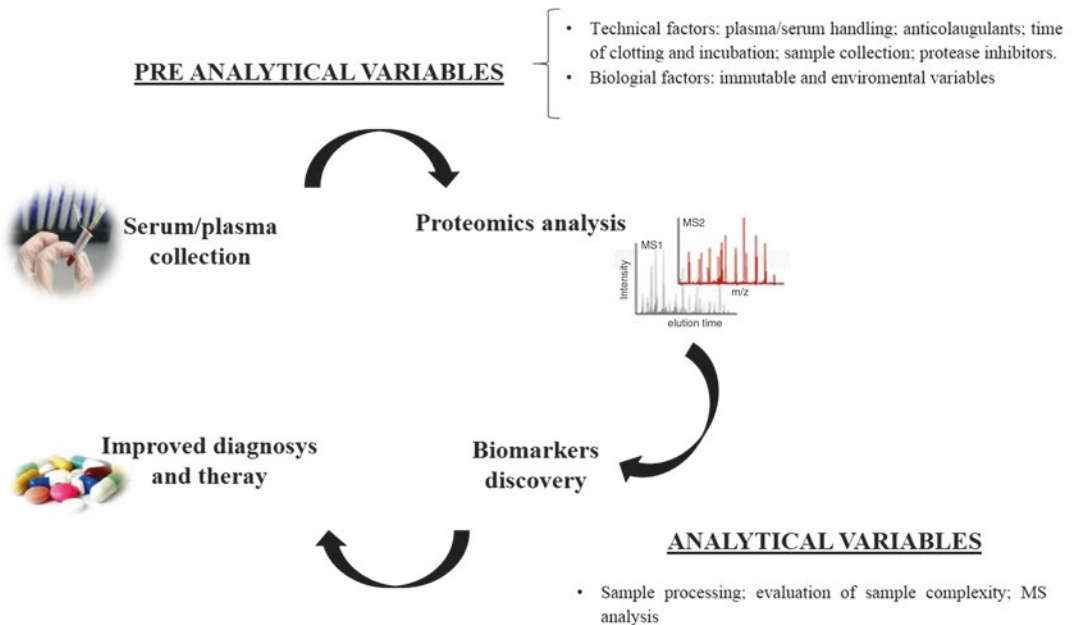 • Technical factors: plasma/serum handling; anticolaugulants; time
of clotting and incubation; sample collection; protease inhibitors.
PRE ANALYTICAL VARIABLES
• Biologial factors: immutable and enviromental variables
Serum/plasma
collection
Proteomics analysis
MS2
MS1
Intensity
m/z
elution time
Improved diagnosys
and theray
Biomarkers
discovery
ANALYTICAL VARIABLES
• Sample processing; evaluation of sample complexity; MS
analysis